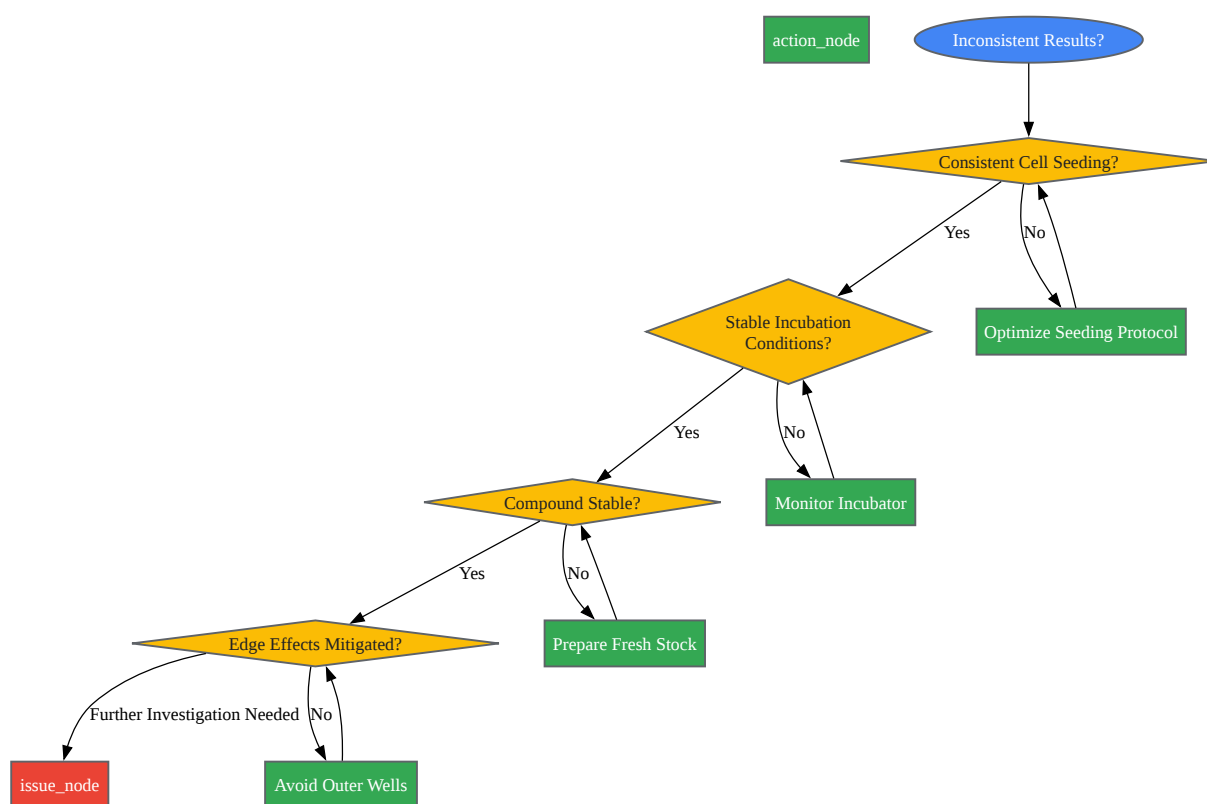 action_node
Inconsistent Results?
Consistent Cell Seeding?
Yes
No
Stable Incubation
Conditions?
Optimize Seeding Protocol
Yes
No
Compound Stable?
Monitor Incubator
Yes
No
Edge Effects Mitigated?
Prepare Fresh Stock
Further Investigation Needed
No
issue_node
Avoid Outer Wells